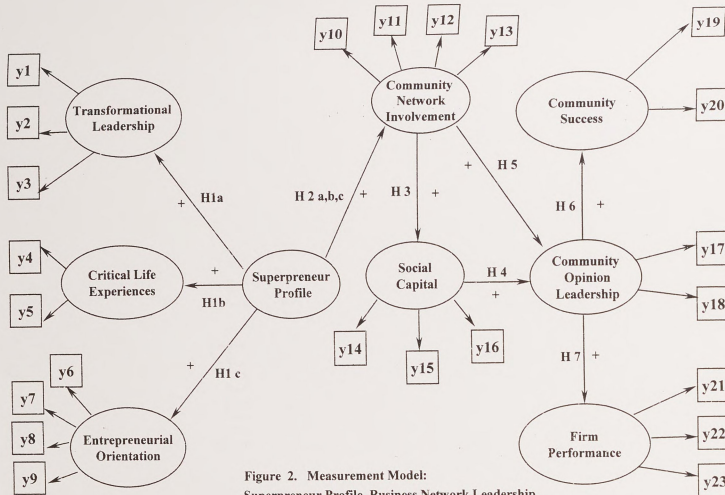 y1
y2
y3
Transformational
Leadership
y4
y5
Critical Life
Experiences
y6
y7
y8
y9
Entrepreneurial
Orientation
+
H1a
+
H1b
+
H1 c
Superpreneur
Profile
H 2 a,b,c
+
y10
y11
y12
y13
Community
Network
Involvement
H 3
+
+
H 5
Social
Capital
y14
y15
y16
H 4
+
Community
Opinion
Leadership
y17
y18
H 6
+
Community
Success
y19
y20
H 7
+
Firm
Performance
y21
y22
y23
Figure 2. Measurement Model:
Superpreneur Profile, Business Network Leadership